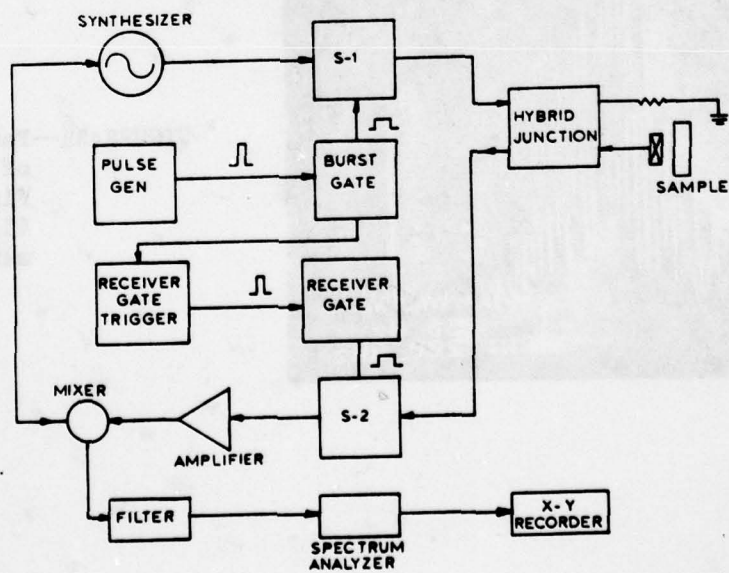 SYNTHESIZER
S-1
HYBRID
JUNCTION
PULSE
GEN
BURST
GATE
SAMPLE
RECEIVER
GATE
TRIGGER
RECEIVER
GATE
MIXER
S-2
AMPLIFIER
FILTER
SPECTRUM
ANALYZER
X-Y
RECORDER